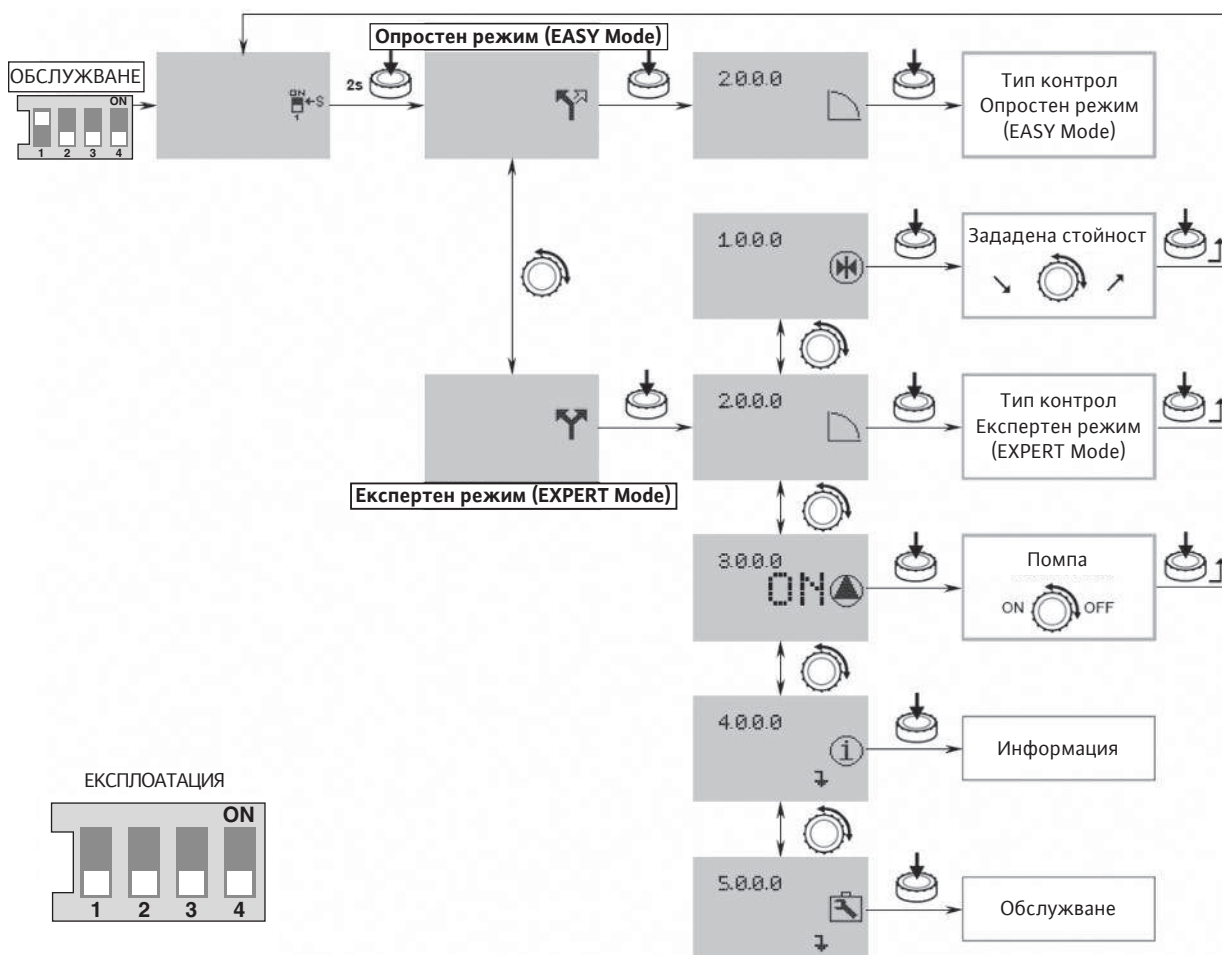 Опростен режим (EASY Mode)
ОБСЛУЖВАНЕ
ON
1 2 3 4
ON
S
1
2s
2.0.0.0
Тип контрол
Опростен режим
(EASY Mode)
1.0.0.0
Зададена стойност
Експертен режим (EXPERT Mode)
2.0.0.0
Тип контрол
Експертен режим
(EXPERT Mode)
3.0.0.0
ON
Помпа
ON OFF
4.0.0.0
i
Информация
ЕКСПЛОАТАЦИЯ
ON
1 2 3 4
5.0.0.0
Обслужване